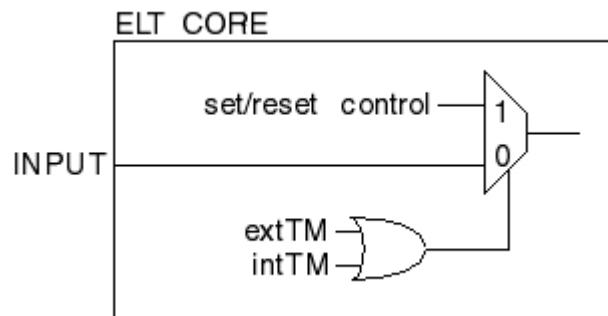 ELT CORE
set/reset control
1
INPUT
0
extTM
intTM